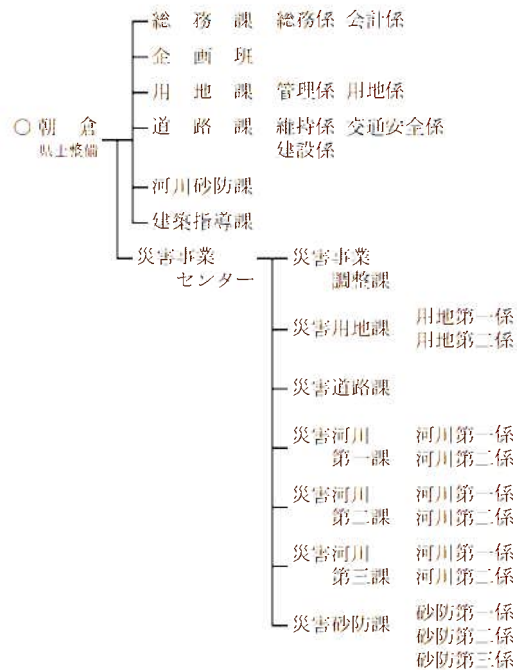 総務課 総務係 会計係
企画班
用地課 管理係 用地係
○朝倉 道路課 維持係 交通安全係
県土整備 建設係
河川砂防課
建築指導課
災害事業 災害事業
センター 調整課
災害用地課 用地第一係
用地第二係
災害道路課
災害河川 河川第一係
第一課 河川第二係
災害河川 河川第一係
第二課 河川第二係
災害河川 河川第一係
第三課 河川第二係
災害砂防課 砂防第一係
砂防第二係
砂防第三係